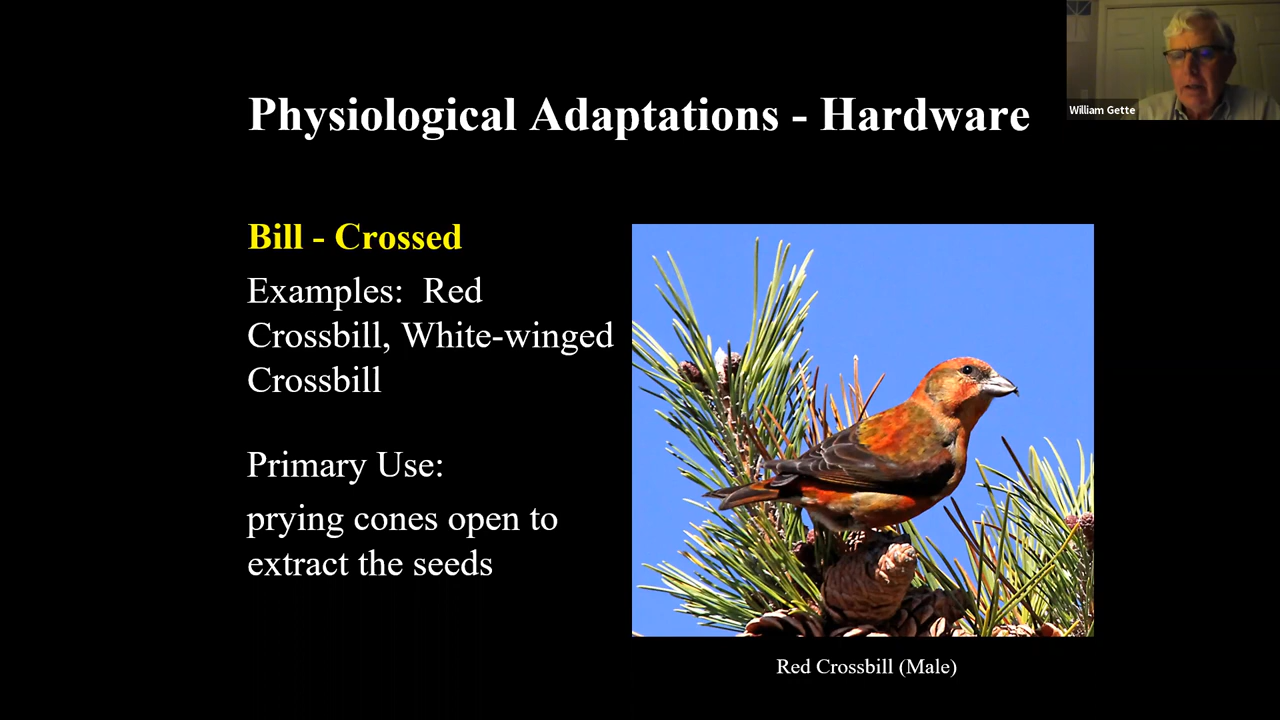 William Gette
Physiological Adaptations - Hardware
Bill - Crossed
Examples:  Red
Crossbill, White-winged
Crossbill
Primary Use:
prying cones open to
extract the seeds
Red Crossbill (Male)